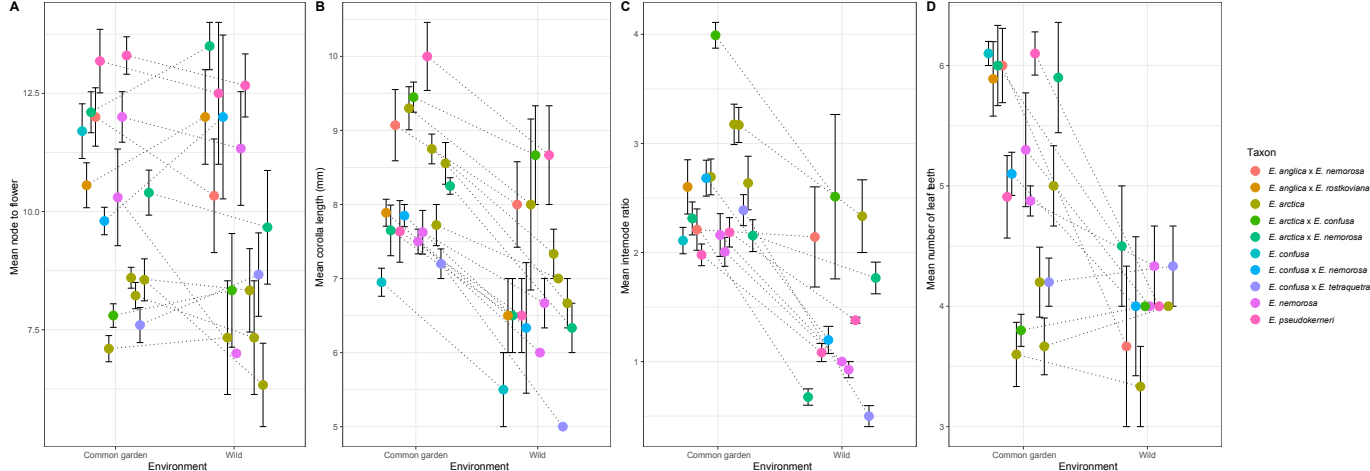 A
B
C
D
Mean node to flower
12.5
10.0
7.5
Common garden
Wild
Environment
Mean corolla length (mm)
10
9
8
7
6
5
Common garden
Wild
Environment
Mean internode ratio
4
3
2
1
Common garden
Wild
Environment
Mean number of leaf teeth
6
5
4
3
Common garden
Wild
Environment
Taxon
E. anglica x E. nemorosa
E. anglica x E. rostkoviana
E. arctica
E. arctica x E. confusa
E. arctica x E. nemorosa
E. confusa
E. confusa x E. nemorosa
E. confusa x E. tetraquetra
E. nemorosa
E. pseudokerneri